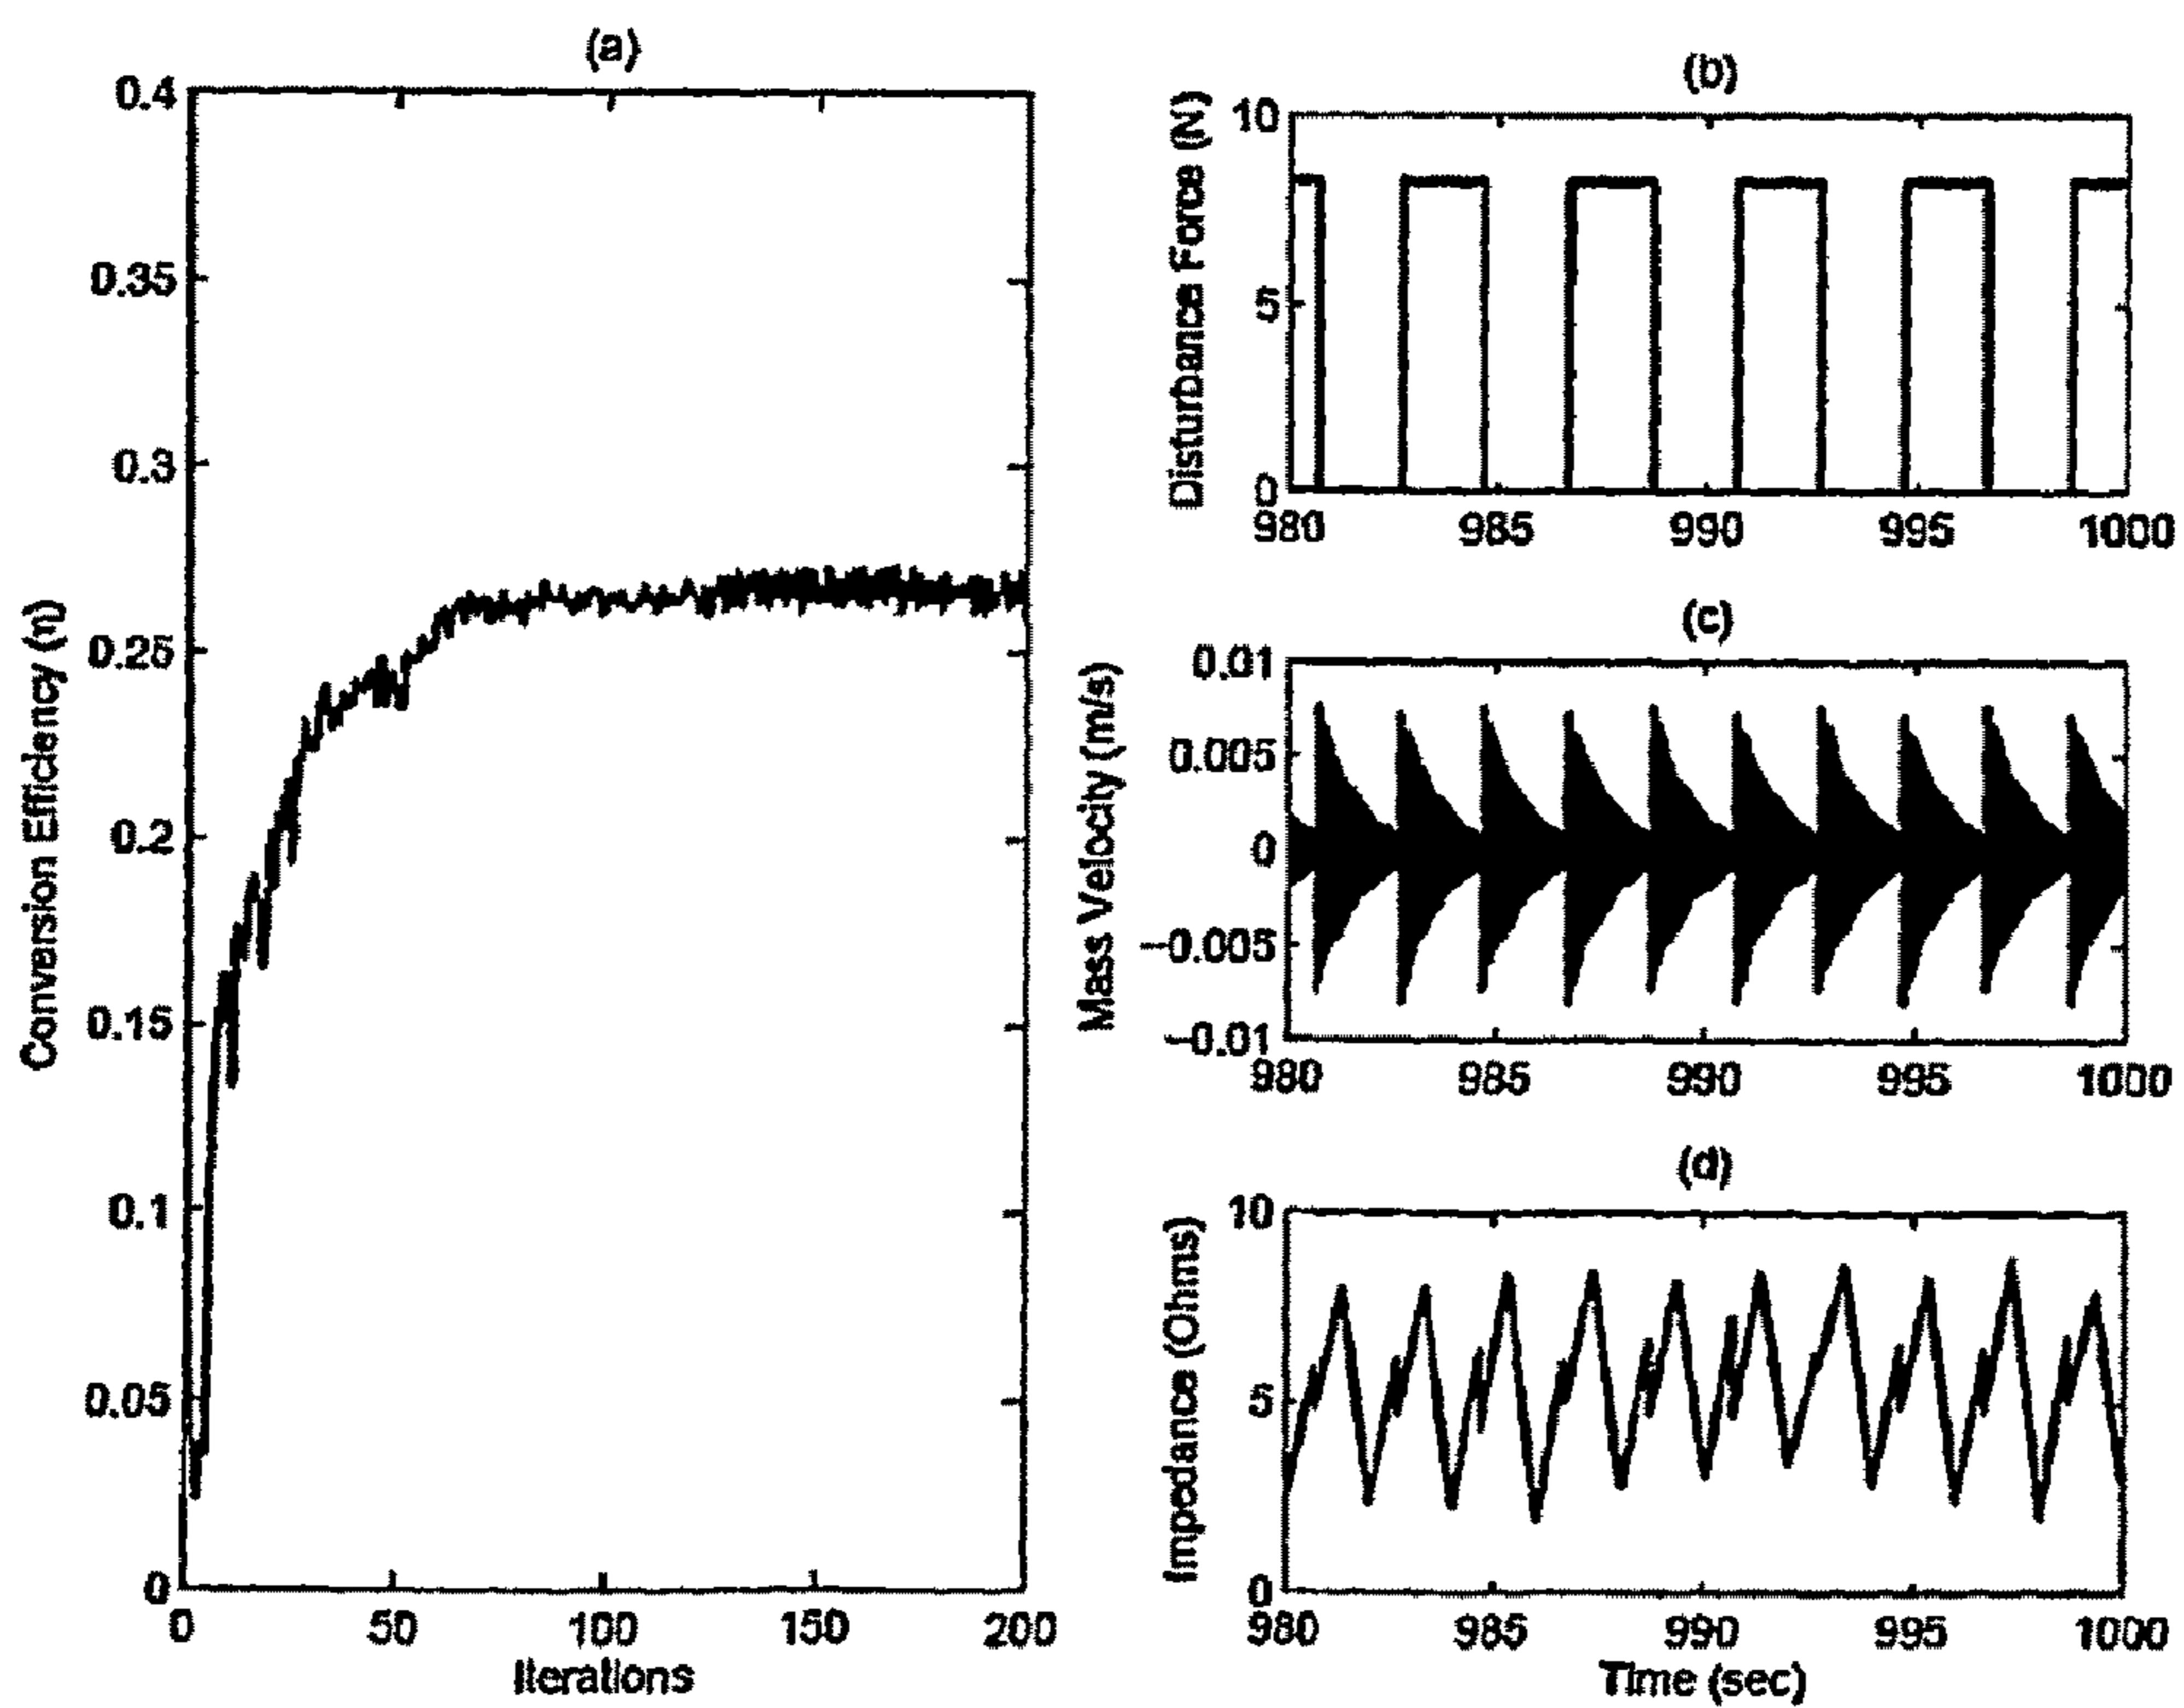 (a)
0.4
0.35
0.3
0.25
0.2
0.15
0.1
0.05
0
0 50 100 150 200
Iterations
Conversion Efficiency (η)
(b)
10
5
0
980 985 990 995 1000
Disturbance Force (N)
(c)
0.01
0.005
0
-0.005
-0.01
980 985 990 995 1000
Mass Velocity (m/s)
(d)
10
5
0
980 985 990 995 1000
Impedance (Ohms)
Time (sec)